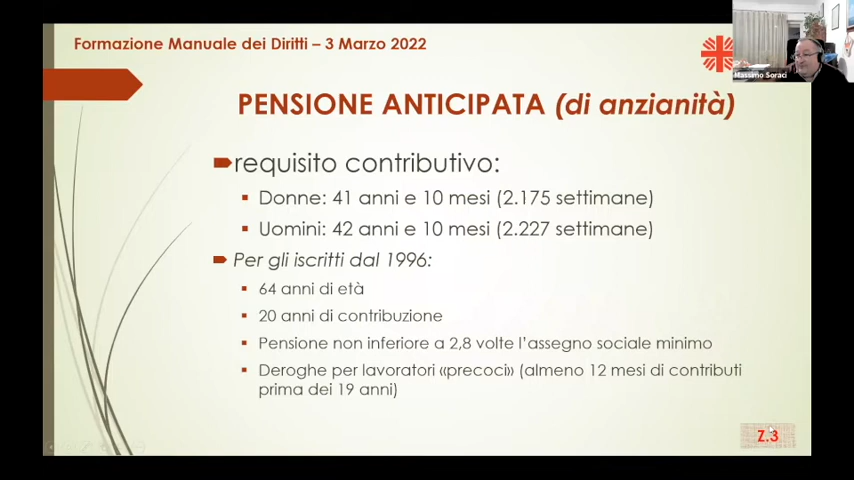 Formazione Manuale dei Diritti – 3 Marzo 2022
Massimo Soraci
PENSIONE ANTICIPATA (di anzianità)
requisito contributivo:
Donne: 41 anni e 10 mesi (2.175 settimane)
Uomini: 42 anni e 10 mesi (2.227 settimane)
Per gli iscritti dal 1996:
64 anni di età
20 anni di contribuzione
Pensione non inferiore a 2,8 volte l’assegno sociale minimo
Deroghe per lavoratori «precoci» (almeno 12 mesi di contributi
prima dei 19 anni)
Z.3